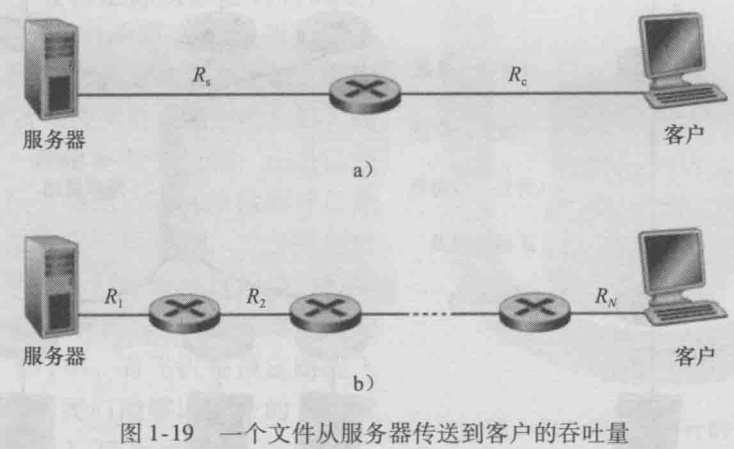 Rs Rc
服务器 客户
a）
R1 R2 RN
服务器 客户
b）
图 1-19 一个文件从服务器传送到客户的吞吐量